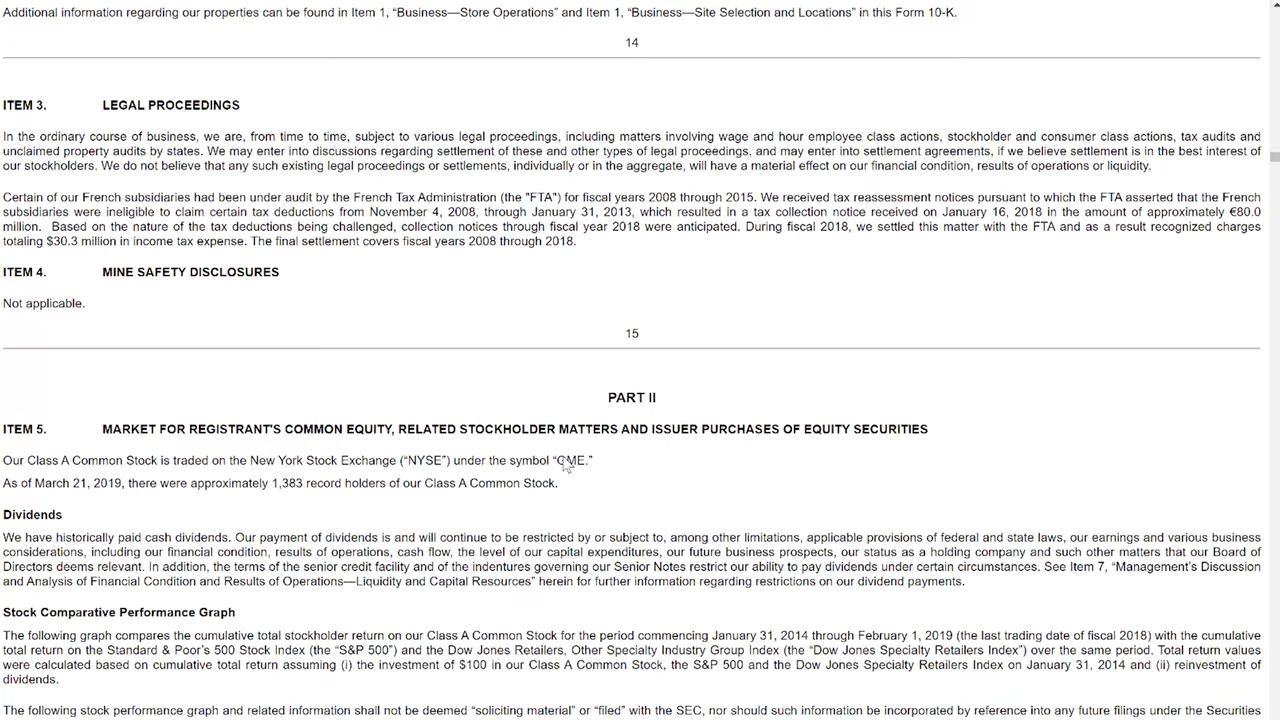 Additional information regarding our properties can be found in Item 1, “Business—Store Operations” and Item 1, “Business—Site Selection and Locations” in this Form 10-K.
14
ITEM 3. LEGAL PROCEEDINGS
In the ordinary course of business, we are, from time to time, subject to various legal proceedings, including matters involving wage and hour employee class actions, stockholder and consumer class actions, tax audits and
unclaimed property audits by states. We may enter into discussions regarding settlement of these and other types of legal proceedings, and may enter into settlement agreements, if we believe settlement is in the best interest of
our stockholders. We do not believe that any such existing legal proceedings or settlements, individually or in the aggregate, will have a material effect on our financial condition, results of operations or liquidity.
Certain of our French subsidiaries had been under audit by the French Tax Administration (the "FTA") for fiscal years 2008 through 2015. We received tax reassessment notices pursuant to which the FTA asserted that the French
subsidiaries were ineligible to claim certain tax deductions from November 4, 2008, through January 31, 2013, which resulted in a tax collection notice received on January 16, 2018 in the amount of approximately €80.0
million. Based on the nature of the tax deductions being challenged, collection notices through fiscal year 2018 were anticipated. During fiscal 2018, we settled this matter with the FTA and as a result recognized charges
totaling $30.3 million in income tax expense. The final settlement covers fiscal years 2008 through 2018.
ITEM 4. MINE SAFETY DISCLOSURES
Not applicable.
15
PART II
ITEM 5. MARKET FOR REGISTRANT'S COMMON EQUITY, RELATED STOCKHOLDER MATTERS AND ISSUER PURCHASES OF EQUITY SECURITIES
Our Class A Common Stock is traded on the New York Stock Exchange (“NYSE”) under the symbol “GME.”
As of March 21, 2019, there were approximately 1,383 record holders of our Class A Common Stock.
Dividends
We have historically paid cash dividends. Our payment of dividends is and will continue to be restricted by or subject to, among other limitations, applicable provisions of federal and state laws, our earnings and various business
considerations, including our financial condition, results of operations, cash flow, the level of our capital expenditures, our future business prospects, our status as a holding company and such other matters that our Board of
Directors deems relevant. In addition, the terms of the senior credit facility and of the indentures governing our Senior Notes restrict our ability to pay dividends under certain circumstances. See Item 7, “Management’s Discussion
and Analysis of Financial Condition and Results of Operations—Liquidity and Capital Resources” herein for further information regarding restrictions on our dividend payments.
Stock Comparative Performance Graph
The following graph compares the cumulative total stockholder return on our Class A Common Stock for the period commencing January 31, 2014 through February 1, 2019 (the last trading date of fiscal 2018) with the cumulative
total return on the Standard & Poor’s 500 Stock Index (the “S&P 500”) and the Dow Jones Retailers, Other Specialty Industry Group Index (the “Dow Jones Specialty Retailers Index”) over the same period. Total return values
were calculated based on cumulative total return assuming (i) the investment of $100 in our Class A Common Stock, the S&P 500 and the Dow Jones Specialty Retailers Index on January 31, 2014 and (ii) reinvestment of
dividends.
The following stock performance graph and related information shall not be deemed “soliciting material” or “filed” with the SEC, nor should such information be incorporated by reference into any future filings under the Securities